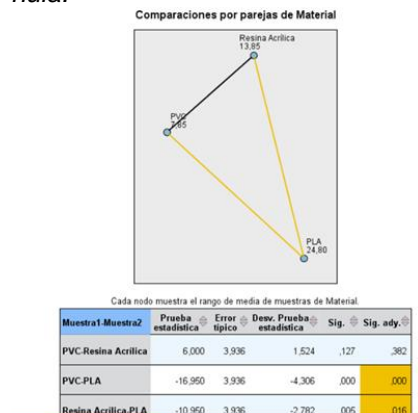 nula.
Comparaciones por parejas de Material
Resina Acrílica
13,85
PVC
7,85
PLA
24,80
Cada nodo muestra el rango de media de muestras de Material.
Muestra1-Muestra2 Prueba estadística Error típico Desv. Prueba estadística Sig. Sig. ady.
PVC-Resina Acrílica 6,000 3,936 1,524 ,127 ,382
PVC-PLA -16,950 3,936 -4,306 ,000 ,000
Resina Acrílica-PLA -10,950 3,936 -2,782 ,005 ,016